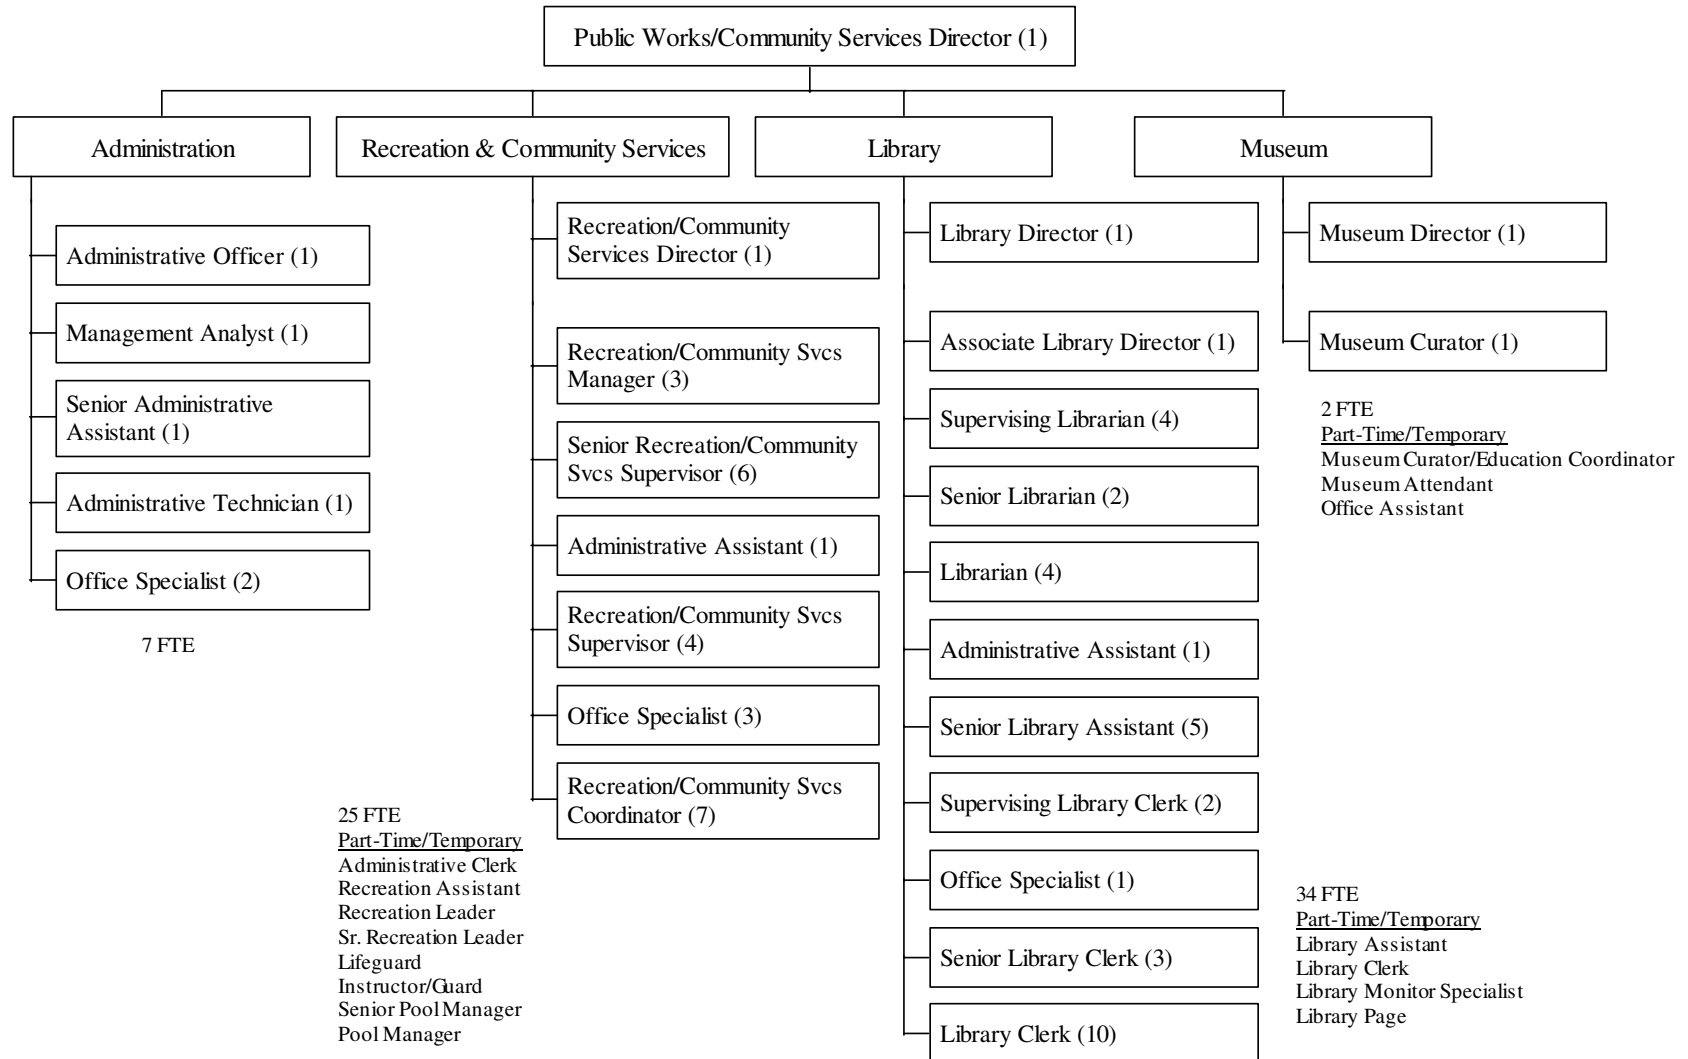 Public Works/Community Services Director (1)
Administration
Recreation & Community Services
Library
Museum
Administrative Officer (1)
Management Analyst (1)
Senior Administrative
Assistant (1)
Administrative Technician (1)
Office Specialist (2)
7 FTE
Recreation/Community
Services Director (1)
Recreation/Community Svcs
Manager (3)
Senior Recreation/Community
Svcs Supervisor (6)
Administrative Assistant (1)
Recreation/Community Svcs
Supervisor (4)
Office Specialist (3)
Recreation/Community Svcs
Coordinator (7)
25 FTE
Part-Time/Temporary
Administrative Clerk
Recreation Assistant
Recreation Leader
Sr. Recreation Leader
Lifeguard
Instructor/Guard
Senior Pool Manager
Pool Manager
Library Director (1)
Associate Library Director (1)
Supervising Librarian (4)
Senior Librarian (2)
Librarian (4)
Administrative Assistant (1)
Senior Library Assistant (5)
Supervising Library Clerk (2)
Office Specialist (1)
Senior Library Clerk (3)
Library Clerk (10)
34 FTE
Part-Time/Temporary
Library Assistant
Library Clerk
Library Monitor Specialist
Library Page
Museum Director (1)
Museum Curator (1)
2 FTE
Part-Time/Temporary
Museum Curator/Education Coordinator
Museum Attendant
Office Assistant